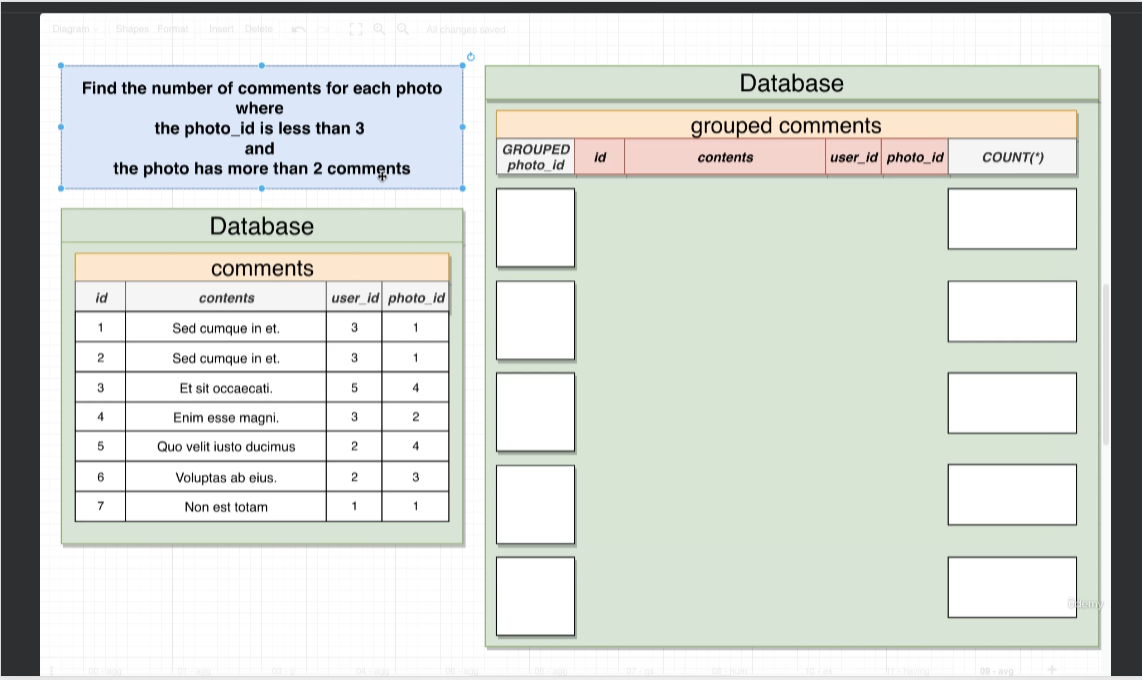 Diagram Shapes Format Insert Delete All changes saved
Find the number of comments for each photo
where
the photo_id is less than 3
and
the photo has more than 2 comments
Database
comments
id contents user_id photo_id
1 Sed cumque in et. 3 1
2 Sed cumque in et. 3 1
3 Et sit occaecati. 5 4
4 Enim esse magni. 3 2
5 Quo velit iusto ducimus 2 4
6 Voluptas ab eius. 2 3
7 Non est totam 1 1
Database
grouped comments
GROUPED
photo_id id contents user_id photo_id COUNT(*)
ûdemy
09 - avg